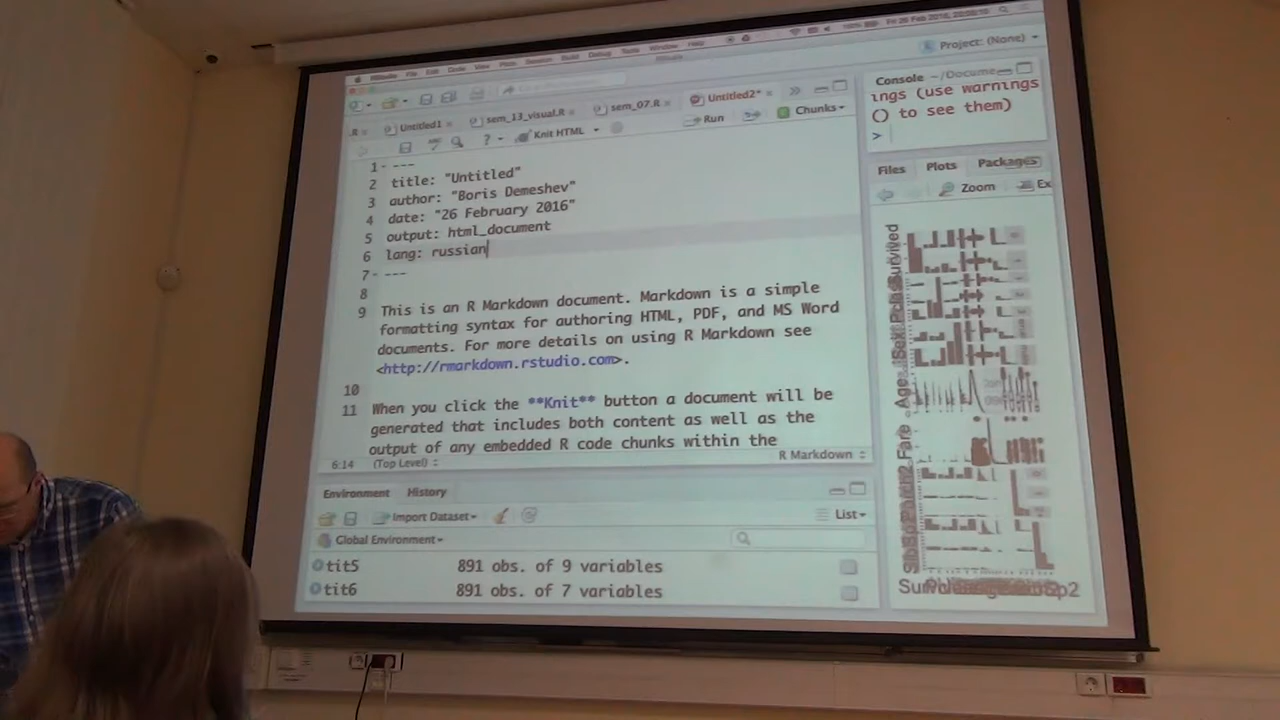 Project: (None)
.R
Untitled1
sem_13_visual.R
sem_07.R
Untitled2*
? Knit HTML
Run
Chunks
1 ---
2 title: "Untitled"
3 author: "Boris Demeshev"
4 date: "26 February 2016"
5 output: html_document
6 lang: russian
7 ---
8
9 This is an R Markdown document. Markdown is a simple
formatting syntax for authoring HTML, PDF, and MS Word
documents. For more details on using R Markdown see
<http://rmarkdown.rstudio.com>.
10
11 When you click the **Knit** button a document will be
generated that includes both content as well as the
output of any embedded R code chunks within the
6:14 (Top Level) R Markdown
Environment History
Import Dataset List
Global Environment
tit5 891 obs. of 9 variables
tit6 891 obs. of 7 variables
Console ~/Docume
ings (use warnings
() to see them)
>
Files Plots Packages
Zoom Ex
Survived
Age
Fare